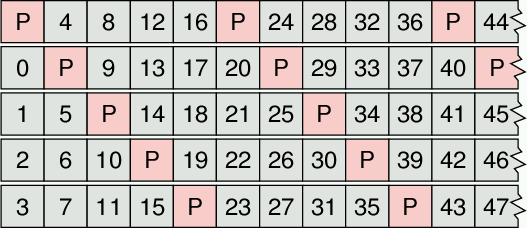 P 4 8 12 16 P 24 28 32 36 P 44
0 P 9 13 17 20 P 29 33 37 40 P
1 5 P 14 18 21 25 P 34 38 41 45
2 6 10 P 19 22 26 30 P 39 42 46
3 7 11 15 P 23 27 31 35 P 43 47